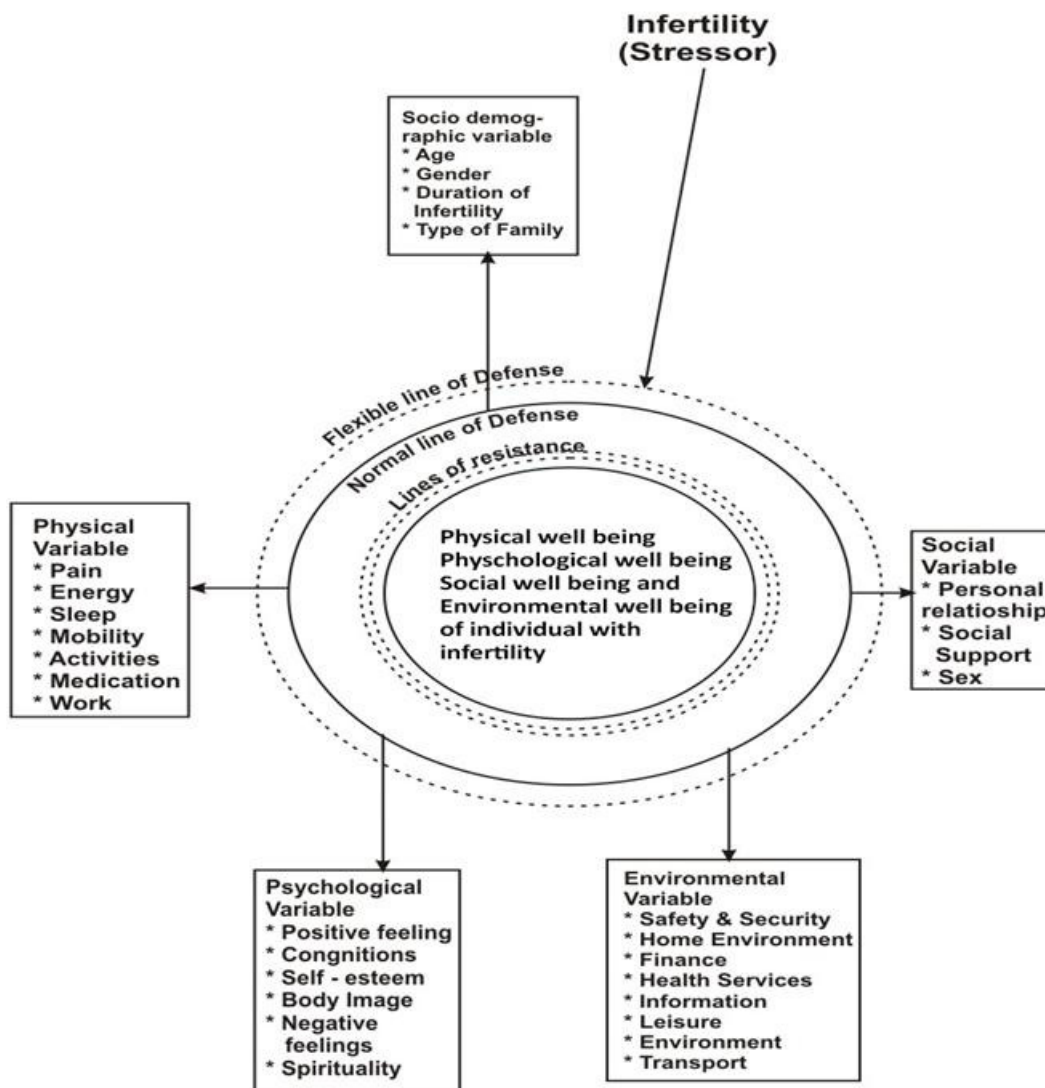 Infertility
(Stressor)
Socio demog-
raphic variable
* Age
* Gender
* Duration of
Infertility
* Type of Family
Flexible line of Defense
Normal line of Defense
Lines of resistance
Physical well being
Physchological well being
Social well being and
Environmental well being
of individual with
infertility
Physical
Variable
* Pain
* Energy
* Sleep
* Mobility
* Activities
* Medication
* Work
Social
Variable
* Personal
relatioship
* Social
Support
* Sex
Psychological
Variable
* Positive feeling
* Congnitions
* Self - esteem
* Body Image
* Negative
feelings
* Spirituality
Environmental
Variable
* Safety & Security
* Home Environment
* Finance
* Health Services
* Information
* Leisure
* Environment
* Transport